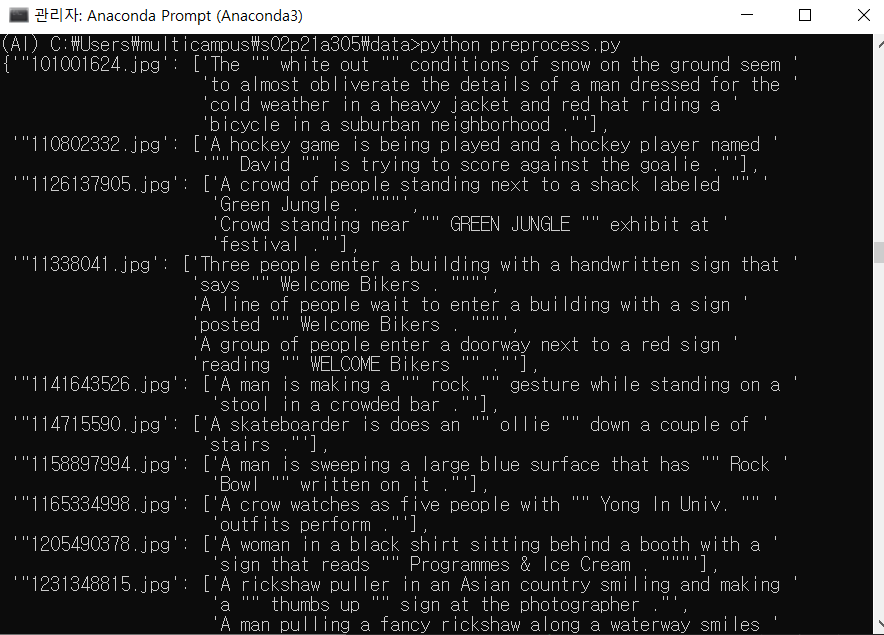 관리자: Anaconda Prompt (Anaconda3)
(AI) C:\Users\multicampus\s02p21a305\data>python preprocess.py
{'"101001624.jpg': ['The "" white out "" conditions of snow on the ground seem '
'to almost obliverate the details of a man dressed for the '
'cold weather in a heavy jacket and red hat riding a '
'bicycle in a suburban neighborhood ."'],
'"110802332.jpg': ['A hockey game is being played and a hockey player named '
'"" David "" is trying to score against the goalie ."'],
'"1126137905.jpg': ['A crowd of people standing next to a shack labeled "" '
'Green Jungle . """',
'Crowd standing near "" GREEN JUNGLE "" exhibit at '
'festival ."'],
'"11338041.jpg': ['Three people enter a building with a handwritten sign that '
'says "" Welcome Bikers . """',
'A line of people wait to enter a building with a sign '
'posted "" Welcome Bikers . """',
'A group of people enter a doorway next to a red sign '
'reading "" WELCOME Bikers "" ."'],
'"1141643526.jpg': ['A man is making a "" rock "" gesture while standing on a '
'stool in a crowded bar ."'],
'"114715590.jpg': ['A skateboarder is does an "" ollie "" down a couple of '
'stairs ."'],
'"1158897994.jpg': ['A man is sweeping a large blue surface that has "" Rock '
'Bowl "" written on it ."'],
'"1165334998.jpg': ['A crow watches as five people with "" Yong In Univ. "" '
'outfits perform ."'],
'"1205490378.jpg': ['A woman in a black shirt sitting behind a booth with a '
'sign that reads "" Programmes & Ice Cream . """'],
'"1231348815.jpg': ['A rickshaw puller in an Asian country smiling and making '
'a "" thumbs up "" sign at the photographer ."',
'A man pulling a fancy rickshaw along a waterway smiles '